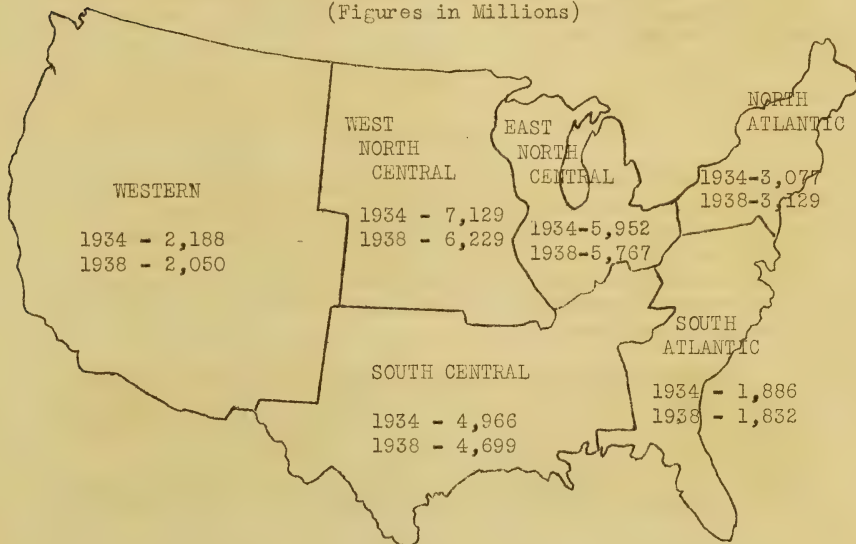 (Figures in Millions)
WESTERN
1934 - 2,188
1938 - 2,050
WEST
NORTH
CENTRAL
1934 - 7,129
1938 - 6,229
EAST
NORTH
CENTRAL
1934-5,952
1938-5,767
NORTH
ATLANTIC
1934-3,077
1938-3,129
SOUTH CENTRAL
1934 - 4,966
1938 - 4,699
SOUTH
ATLANTIC
1934 - 1,886
1938 - 1,832